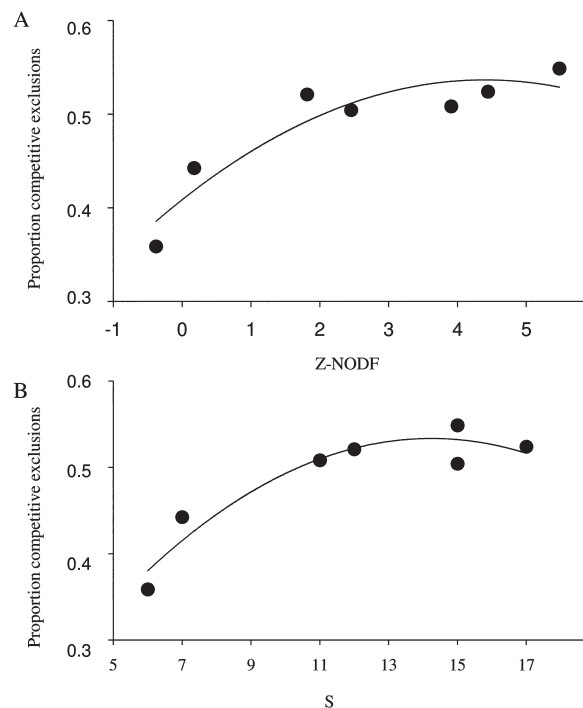 A
Proportion competitive exclusions
0.6
0.5
0.4
0.3
-1 0 1 2 3 4 5
Z-NODF
B
Proportion competitive exclusions
0.6
0.5
0.4
0.3
5 7 9 11 13 15 17
S